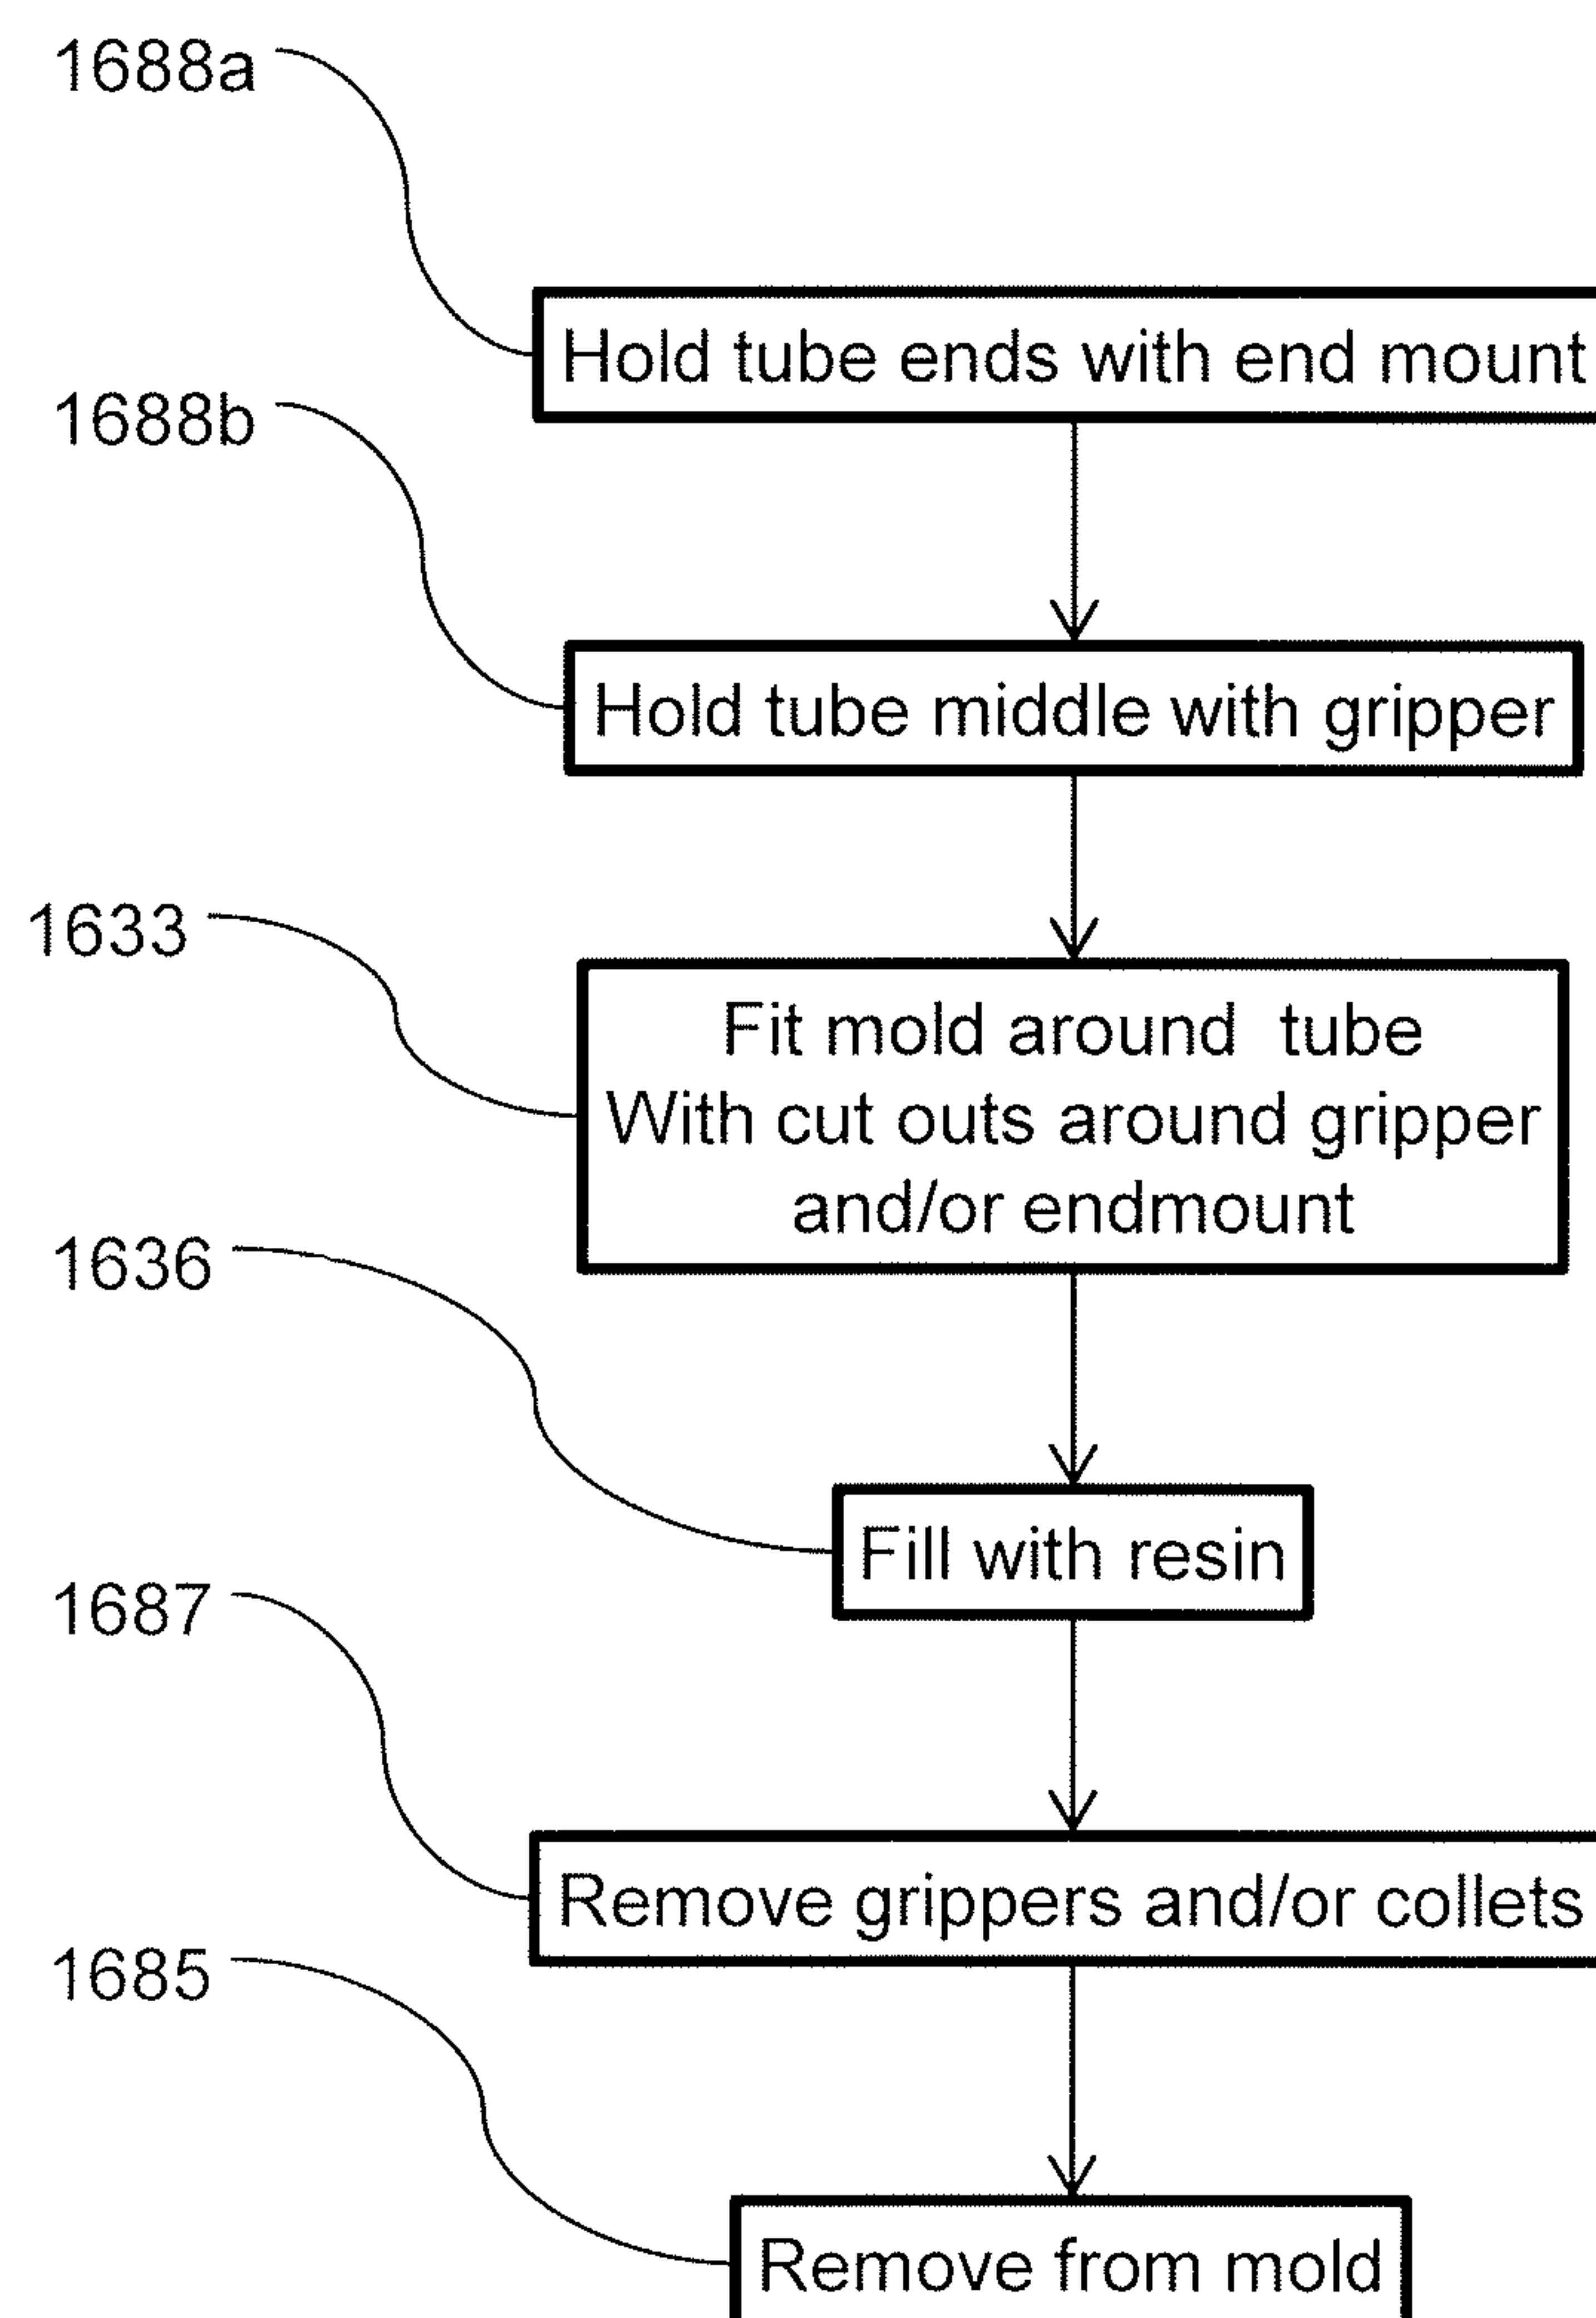 1688a
Hold tube ends with end mount
1688b
Hold tube middle with gripper
1633
Fit mold around tube
With cut outs around gripper
and/or endmount
1636
Fill with resin
1687
Remove grippers and/or collets
1685
Remove from mold